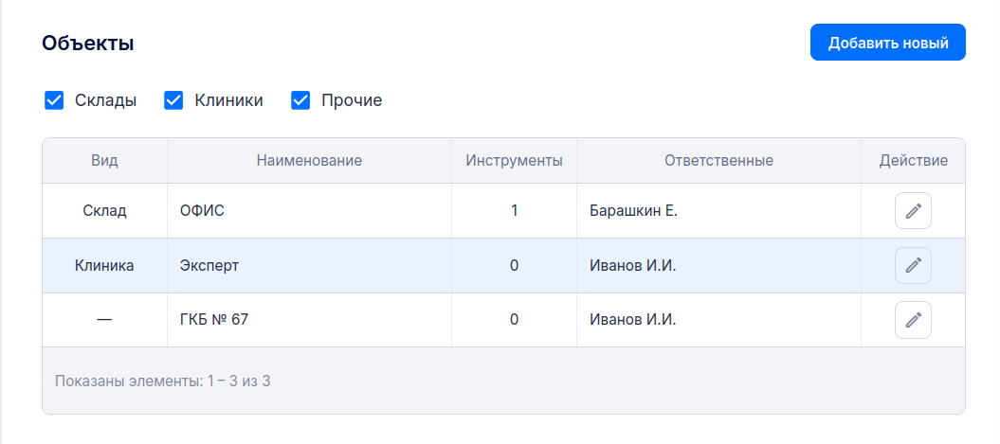 Объекты
Добавить новый
Склады Клиники Прочие
Вид Наименование Инструменты Ответственные Действие
Склад ОФИС 1 Барашкин Е.
Клиника Эксперт 0 Иванов И.И.
— ГКБ № 67 0 Иванов И.И.
Показаны элементы: 1 – 3 из 3